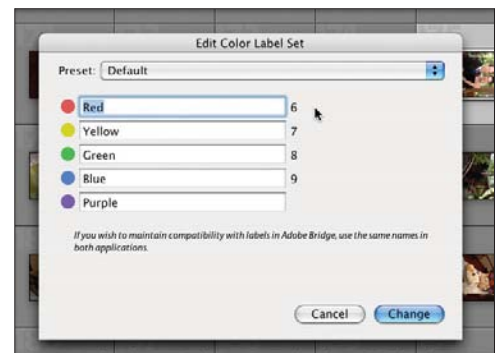 Edit Color Label Set
Preset: Default
Red 6
Yellow 7
Green 8
Blue 9
Purple
If you wish to maintain compatibility with labels in Adobe Bridge, use the same names in
both applications.
Cancel Change